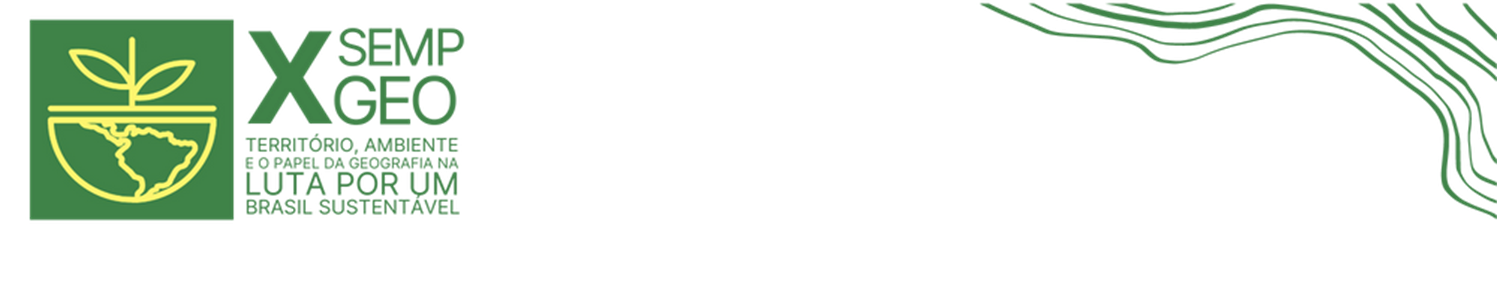 X SEMP
GEO
TERRITÓRIO, AMBIENTE
E O PAPEL DA GEOGRAFIA NA
LUTA POR UM
BRASIL SUSTENTÁVEL